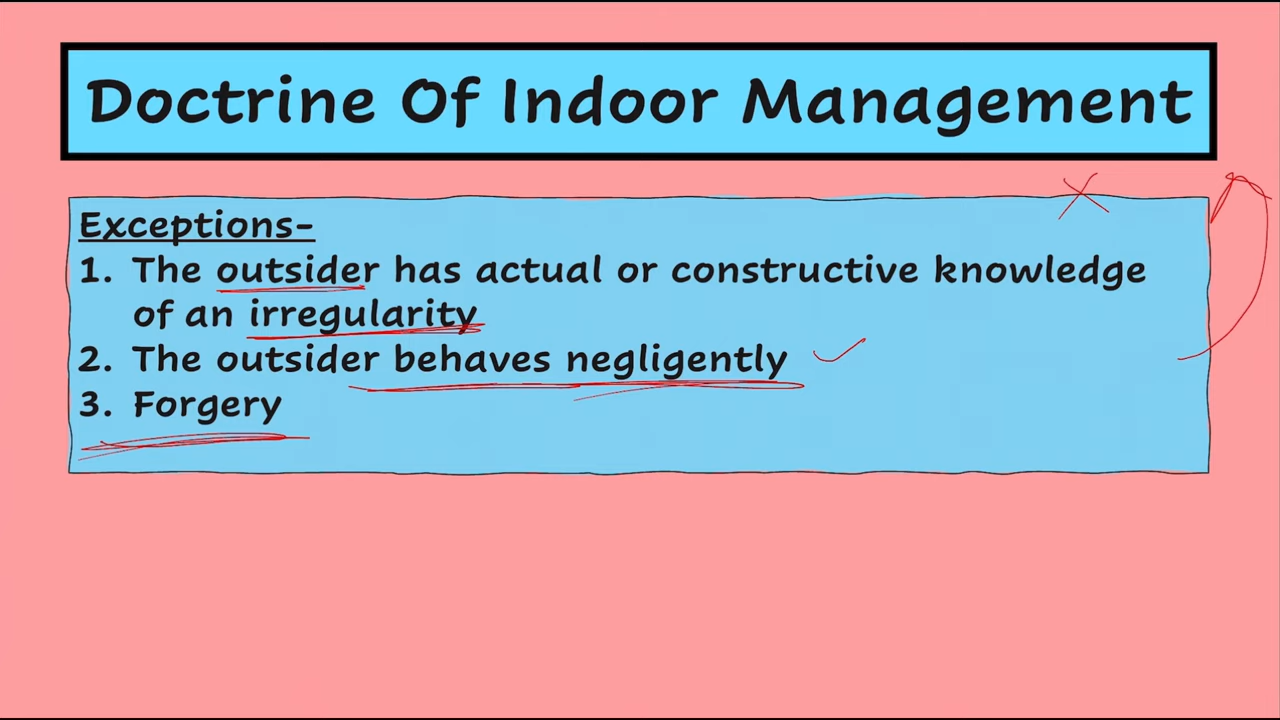 Doctrine Of Indoor Management
Exceptions-
1. The outsider has actual or constructive knowledge
of an irregularity
2. The outsider behaves negligently
3. Forgery